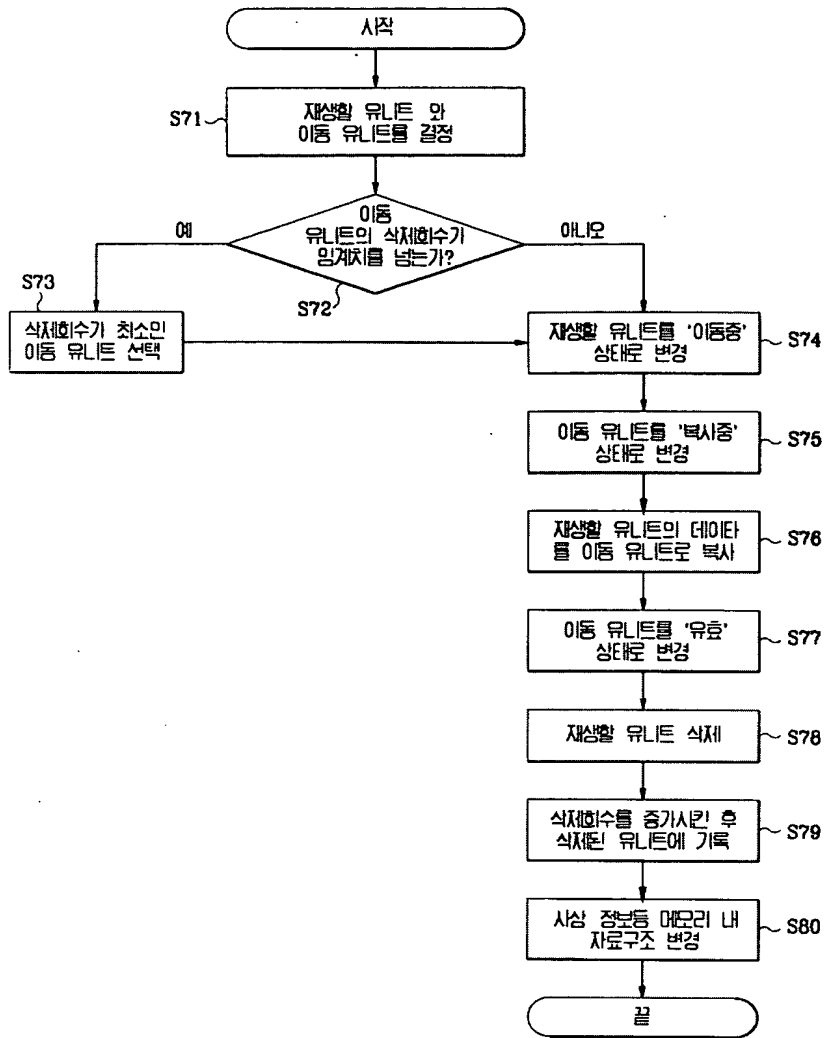 시작
S71
재생할 유니트 와
이동 유니트를 결정
이동
유니트의 삭제회수가
임계치를 넘는가?
S72
예
아니오
S73
삭제회수가 최소인
이동 유니트 선택
재생할 유니트를 '이동중'
상태로 변경
S74
이동 유니트를 '복사중'
상태로 변경
S75
재생할 유니트의 데이타
를 이동 유니트로 복사
S76
이동 유니트를 '유효'
상태로 변경
S77
재생할 유니트 삭제
S78
삭제회수를 증가시킨 후
삭제된 유니트에 기록
S79
사상 정보등 메모리 내
자료구조 변경
S80
끝